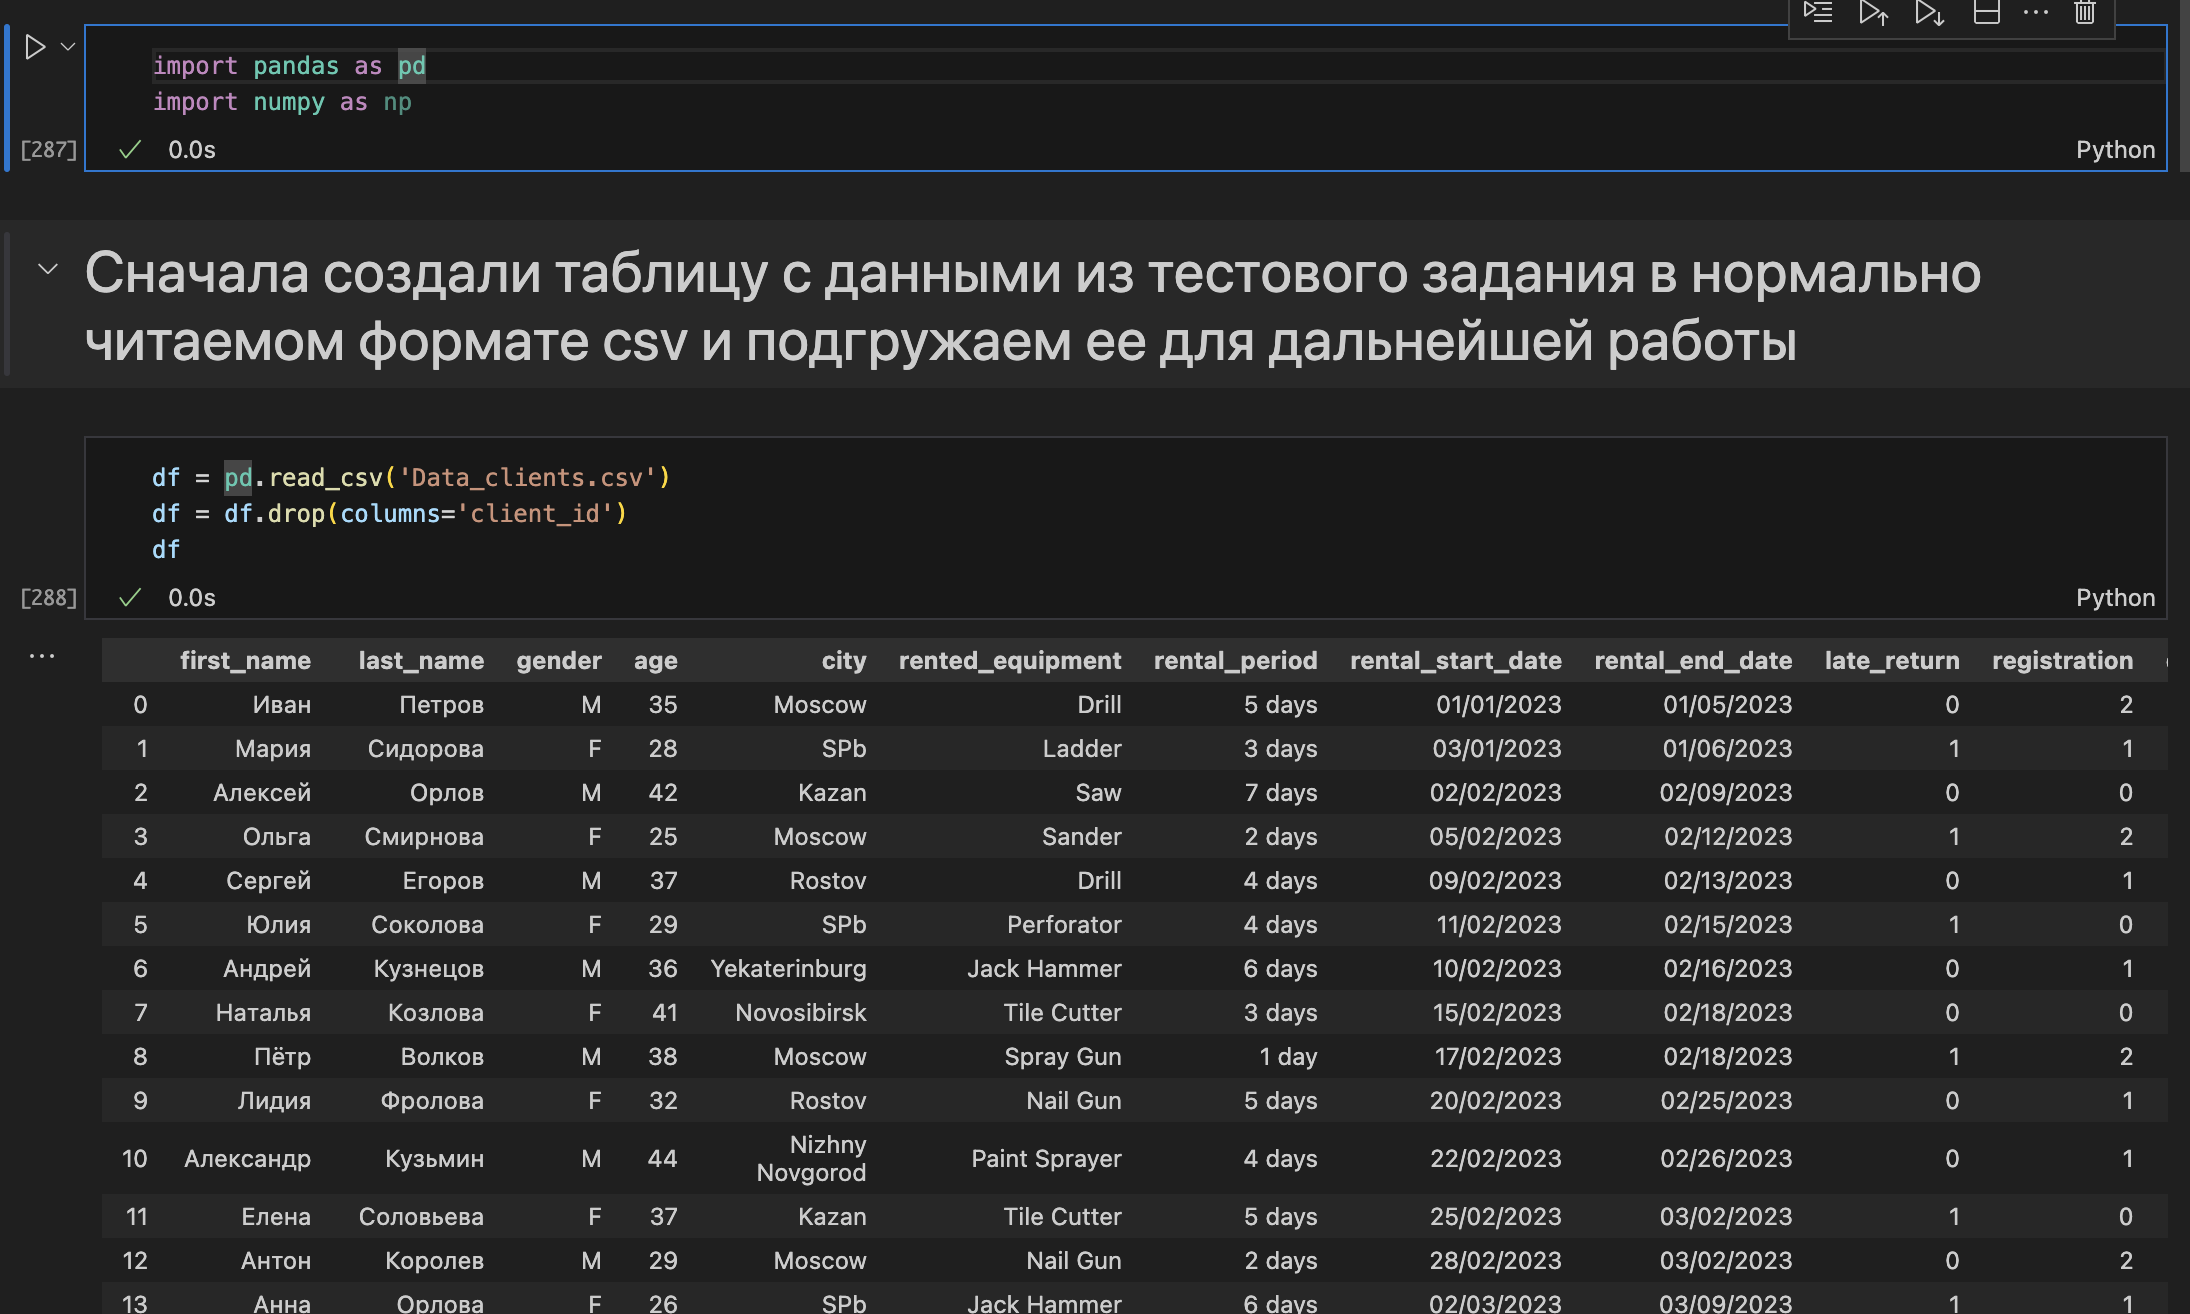 import pandas as pd
import numpy as np
[287] 0.0s Python
Сначала создали таблицу с данными из тестового задания в нормально
читаемом формате csv и подгружаем ее для дальнейшей работы
df = pd.read_csv('Data_clients.csv')
df = df.drop(columns='client_id')
df
[288] 0.0s Python
first_name last_name gender age city rented_equipment rental_period rental_start_date rental_end_date late_return registration
0 Иван Петров M 35 Moscow Drill 5 days 01/01/2023 01/05/2023 0 2
1 Мария Сидорова F 28 SPb Ladder 3 days 03/01/2023 01/06/2023 1 1
2 Алексей Орлов M 42 Kazan Saw 7 days 02/02/2023 02/09/2023 0 0
3 Ольга Смирнова F 25 Moscow Sander 2 days 05/02/2023 02/12/2023 1 2
4 Сергей Егоров M 37 Rostov Drill 4 days 09/02/2023 02/13/2023 0 1
5 Юлия Соколова F 29 SPb Perforator 4 days 11/02/2023 02/15/2023 1 0
6 Андрей Кузнецов M 36 Yekaterinburg Jack Hammer 6 days 10/02/2023 02/16/2023 0 1
7 Наталья Козлова F 41 Novosibirsk Tile Cutter 3 days 15/02/2023 02/18/2023 0 0
8 Пётр Волков M 38 Moscow Spray Gun 1 day 17/02/2023 02/18/2023 1 2
9 Лидия Фролова F 32 Rostov Nail Gun 5 days 20/02/2023 02/25/2023 0 1
10 Александр Кузьмин M 44 Nizhny Novgorod Paint Sprayer 4 days 22/02/2023 02/26/2023 0 1
11 Елена Соловьева F 37 Kazan Tile Cutter 5 days 25/02/2023 03/02/2023 1 0
12 Антон Королев M 29 Moscow Nail Gun 2 days 28/02/2023 03/02/2023 0 2
13 Анна Орлова F 26 SPb Jack Hammer 6 days 02/03/2023 03/09/2023 1 1